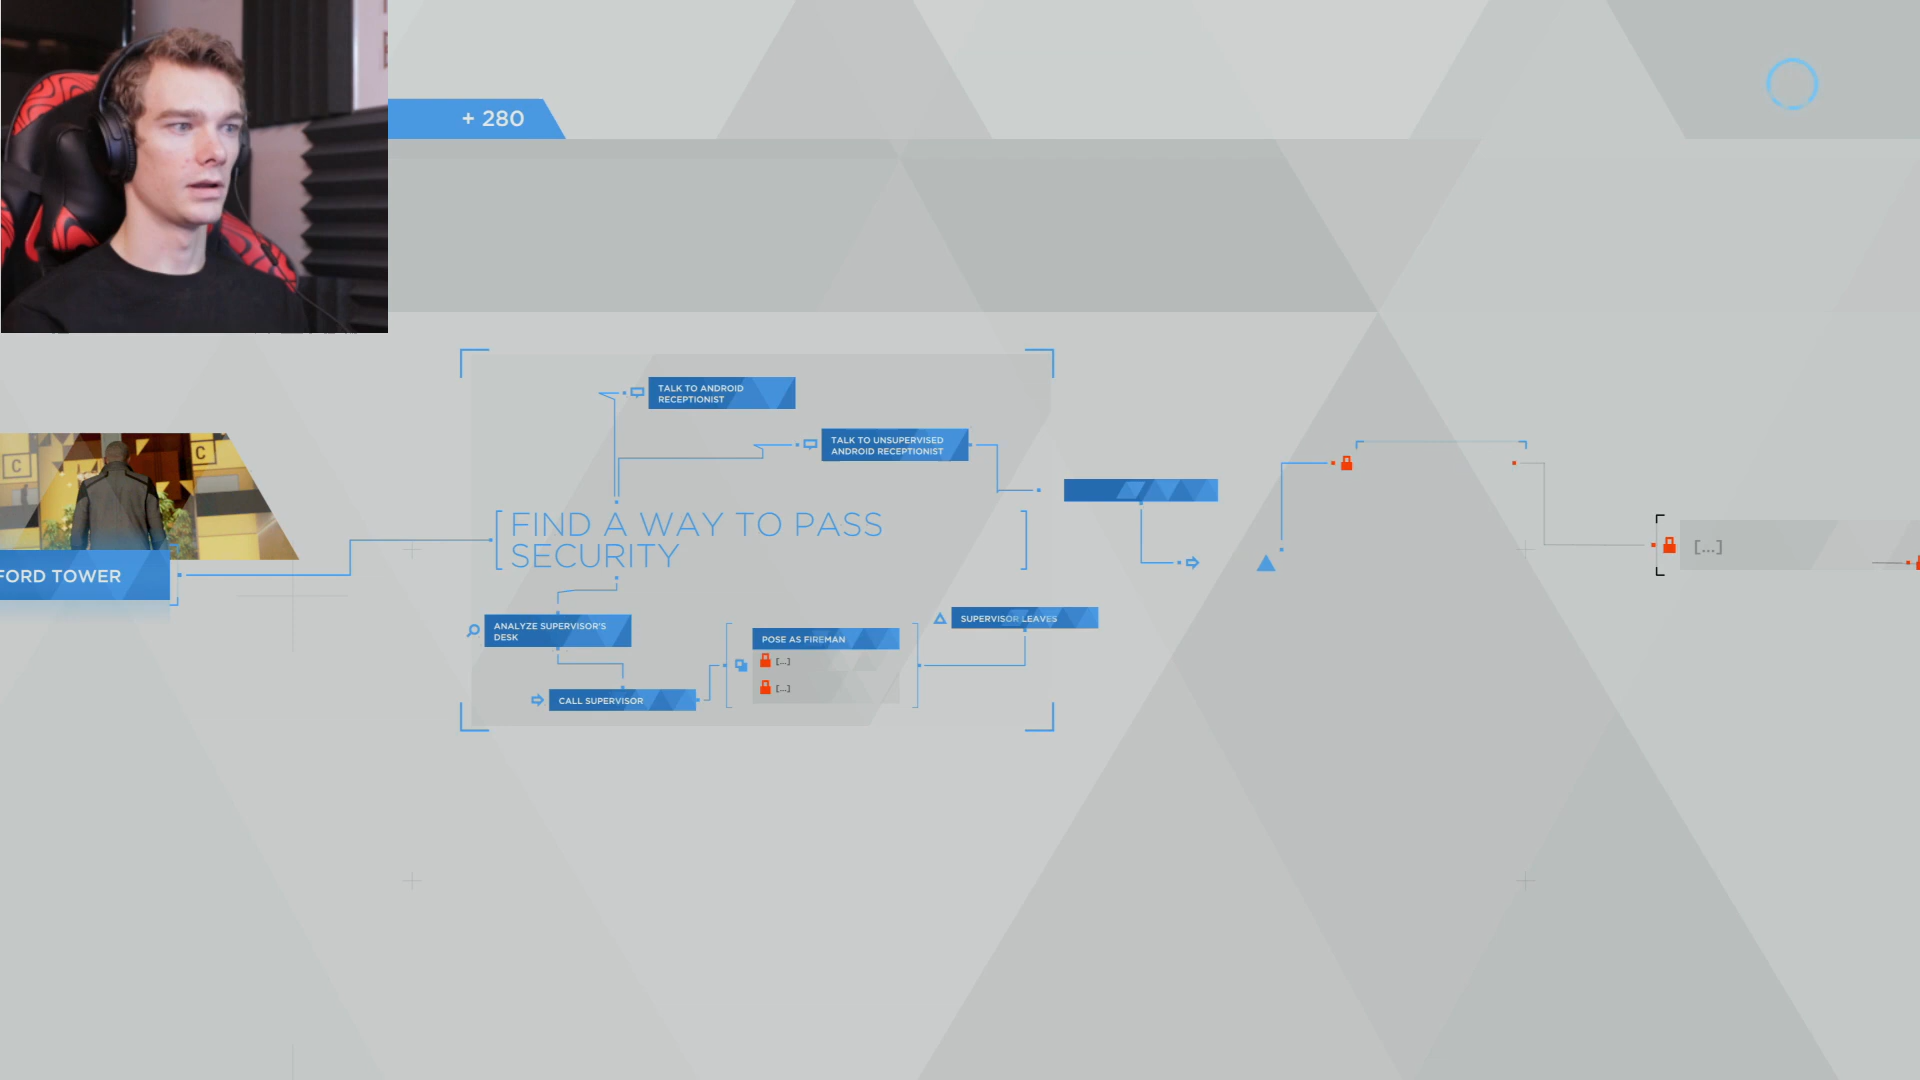 + 280
TALK TO ANDROID
RECEPTIONIST
TALK TO UNSUPERVISED
ANDROID RECEPTIONIST
C
C
FIND A WAY TO PASS
SECURITY
[...]
FORD TOWER
ANALYZE SUPERVISOR'S
DESK
SUPERVISOR LEAVES
POSE AS FIREMAN
[...]
[...]
CALL SUPERVISOR